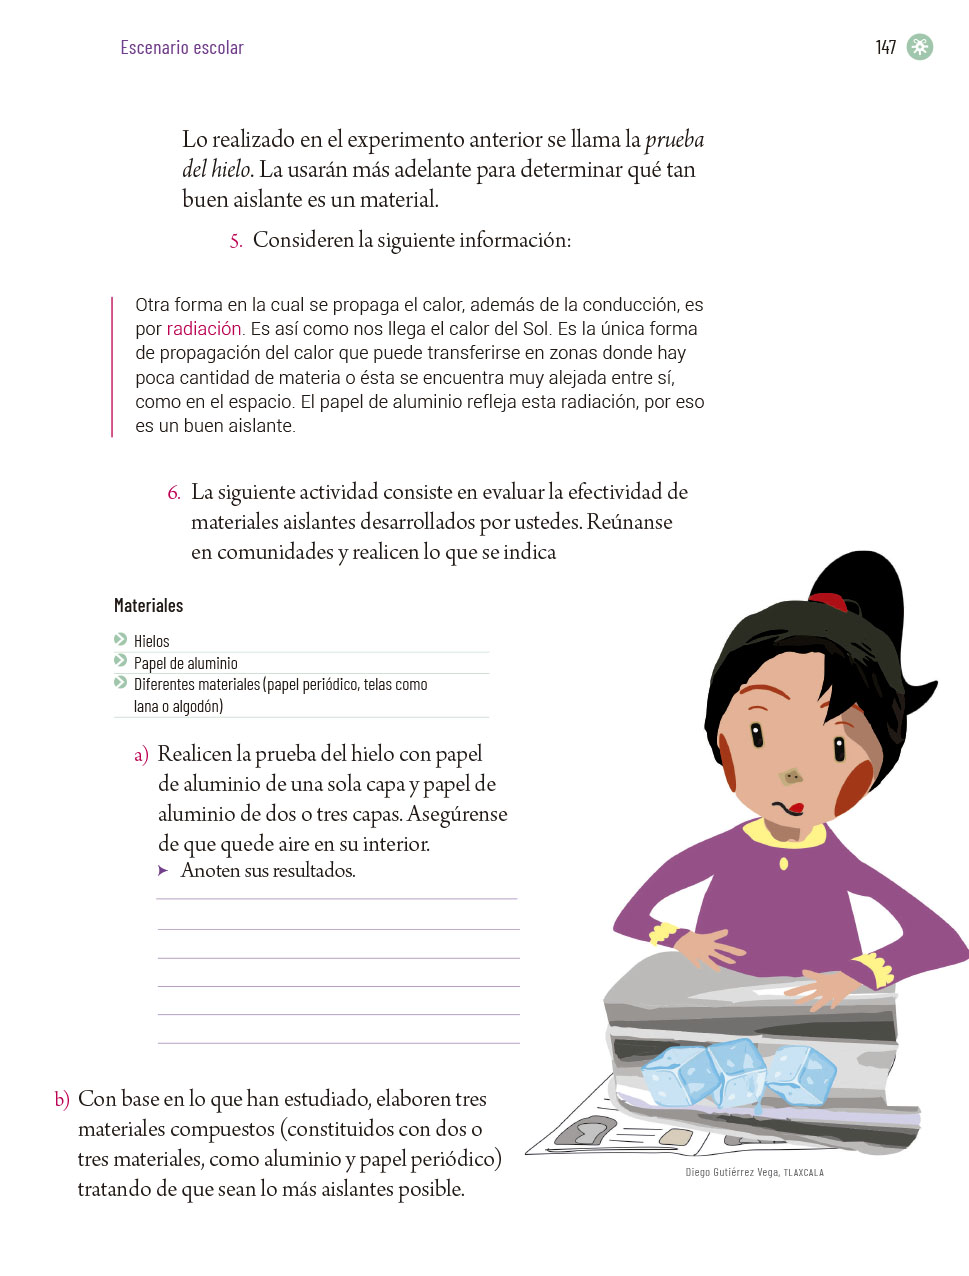 Escenario escolar
147
Lo realizado en el experimento anterior se llama la prueba
del hielo. La usarán más adelante para determinar qué tan
buen aislante es un material.
5. Consideren la siguiente información:
Otra forma en la cual se propaga el calor, además de la conducción, es
por radiación. Es así como nos llega el calor del Sol. Es la única forma
de propagación del calor que puede transferirse en zonas donde hay
poca cantidad de materia o ésta se encuentra muy alejada entre sí,
como en el espacio. El papel de aluminio refleja esta radiación, por eso
es un buen aislante.
6. La siguiente actividad consiste en evaluar la efectividad de
materiales aislantes desarrollados por ustedes. Reúnanse
en comunidades y realicen lo que se indica
Materiales
Hielos
Papel de aluminio
Diferentes materiales (papel periódico, telas como
lana o algodón)
a) Realicen la prueba del hielo con papel
de aluminio de una sola capa y papel de
aluminio de dos o tres capas. Asegúrense
de que quede aire en su interior.
Anoten sus resultados.
b) Con base en lo que han estudiado, elaboren tres
materiales compuestos (constituidos con dos o
tres materiales, como aluminio y papel periódico)
tratando de que sean lo más aislantes posible.
Diego Gutiérrez Vega, TLAXCALA